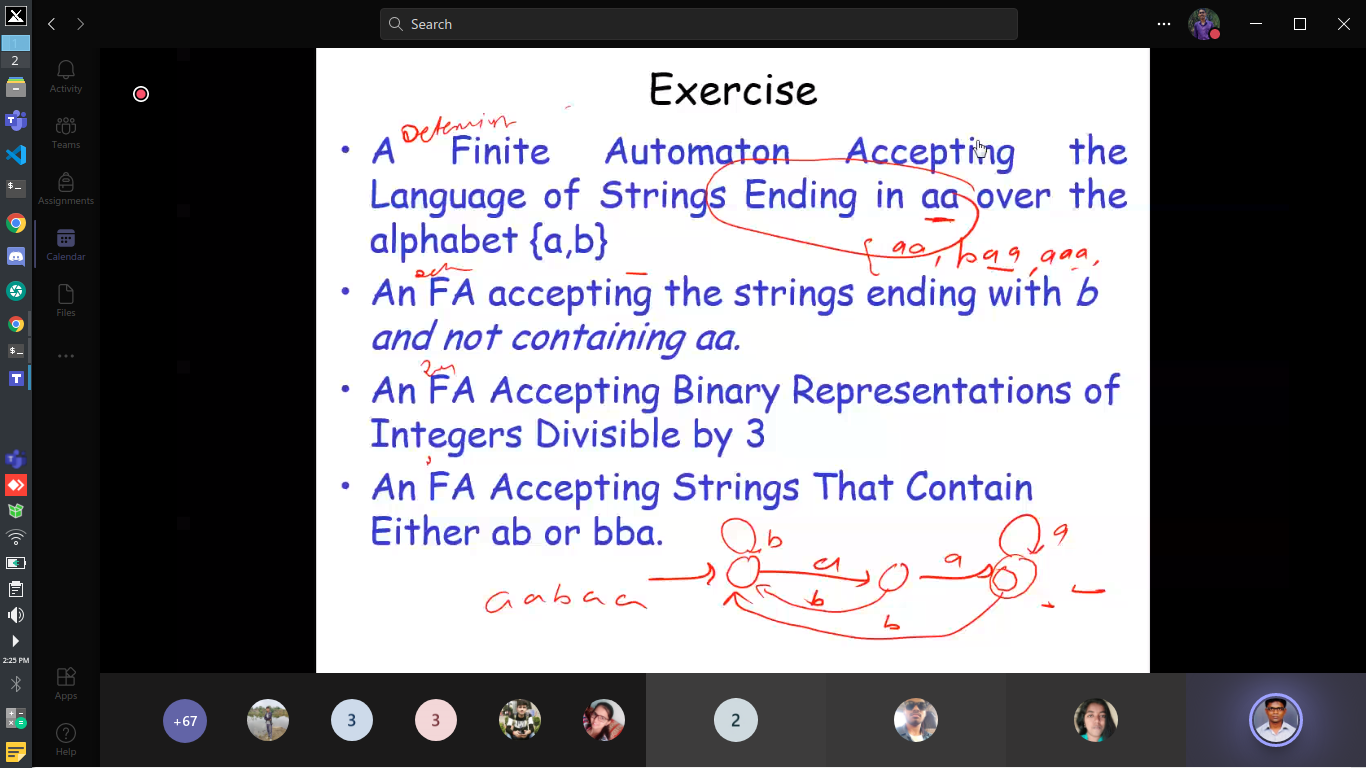 Search
2
Activity
Teams
Assignments
Calendar
Files
Apps
Help
2:25 PM
Exercise
Determin
• A Finite Automaton Accepting the
Language of Strings Ending in aa over the
alphabet {a,b}
{ aa, baa, aaa,
• An FA accepting the strings ending with b
and not containing aa.
• An FA Accepting Binary Representations of
Integers Divisible by 3
• An FA Accepting Strings That Contain
Either ab or bba.
b a a a
b
b
aabaa
+67
3
3
2